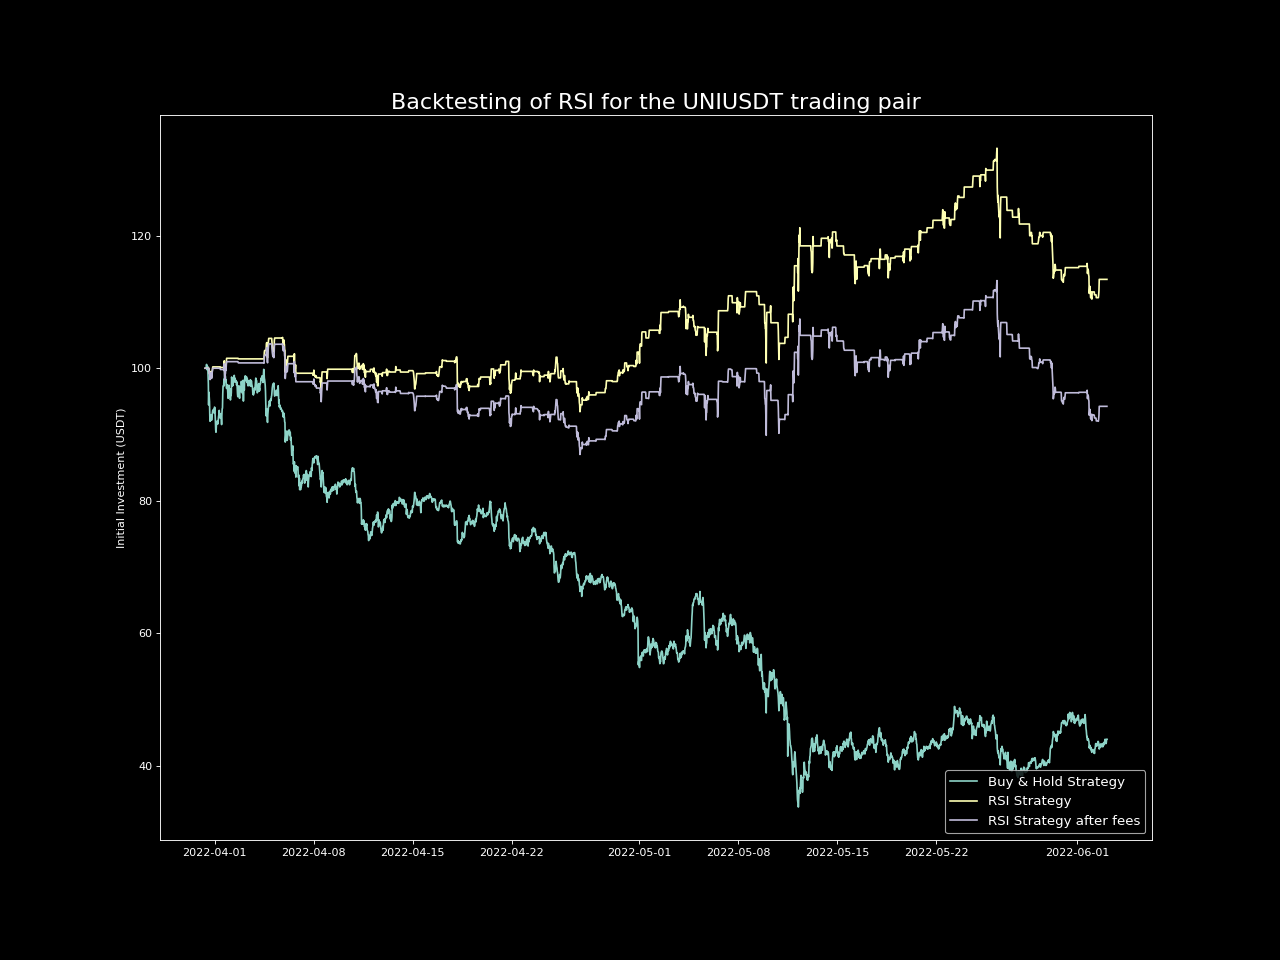 Backtesting of RSI for the UNIUSDT trading pair
Initial Investment (USDT)
120
100
80
60
40
2022-04-01
2022-04-08
2022-04-15
2022-04-22
2022-05-01
2022-05-08
2022-05-15
2022-05-22
2022-06-01
Buy & Hold Strategy
RSI Strategy
RSI Strategy after fees